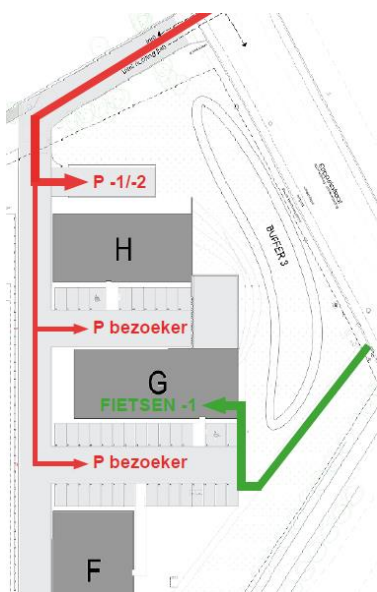 P -1/-2
H
BUFFER 3
P bezoeker
G
FIETSEN -1
P bezoeker
F